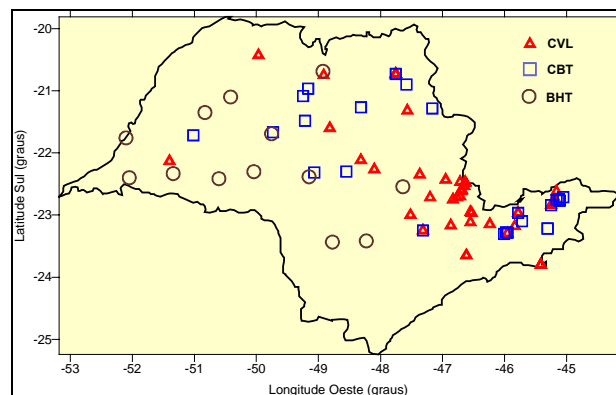 -20
-21
-22
-23
-24
-25
Latitude Sul (graus)
CVL
CBT
BHT
-53 -52 -51 -50 -49 -48 -47 -46 -45
Longitude Oeste (graus)